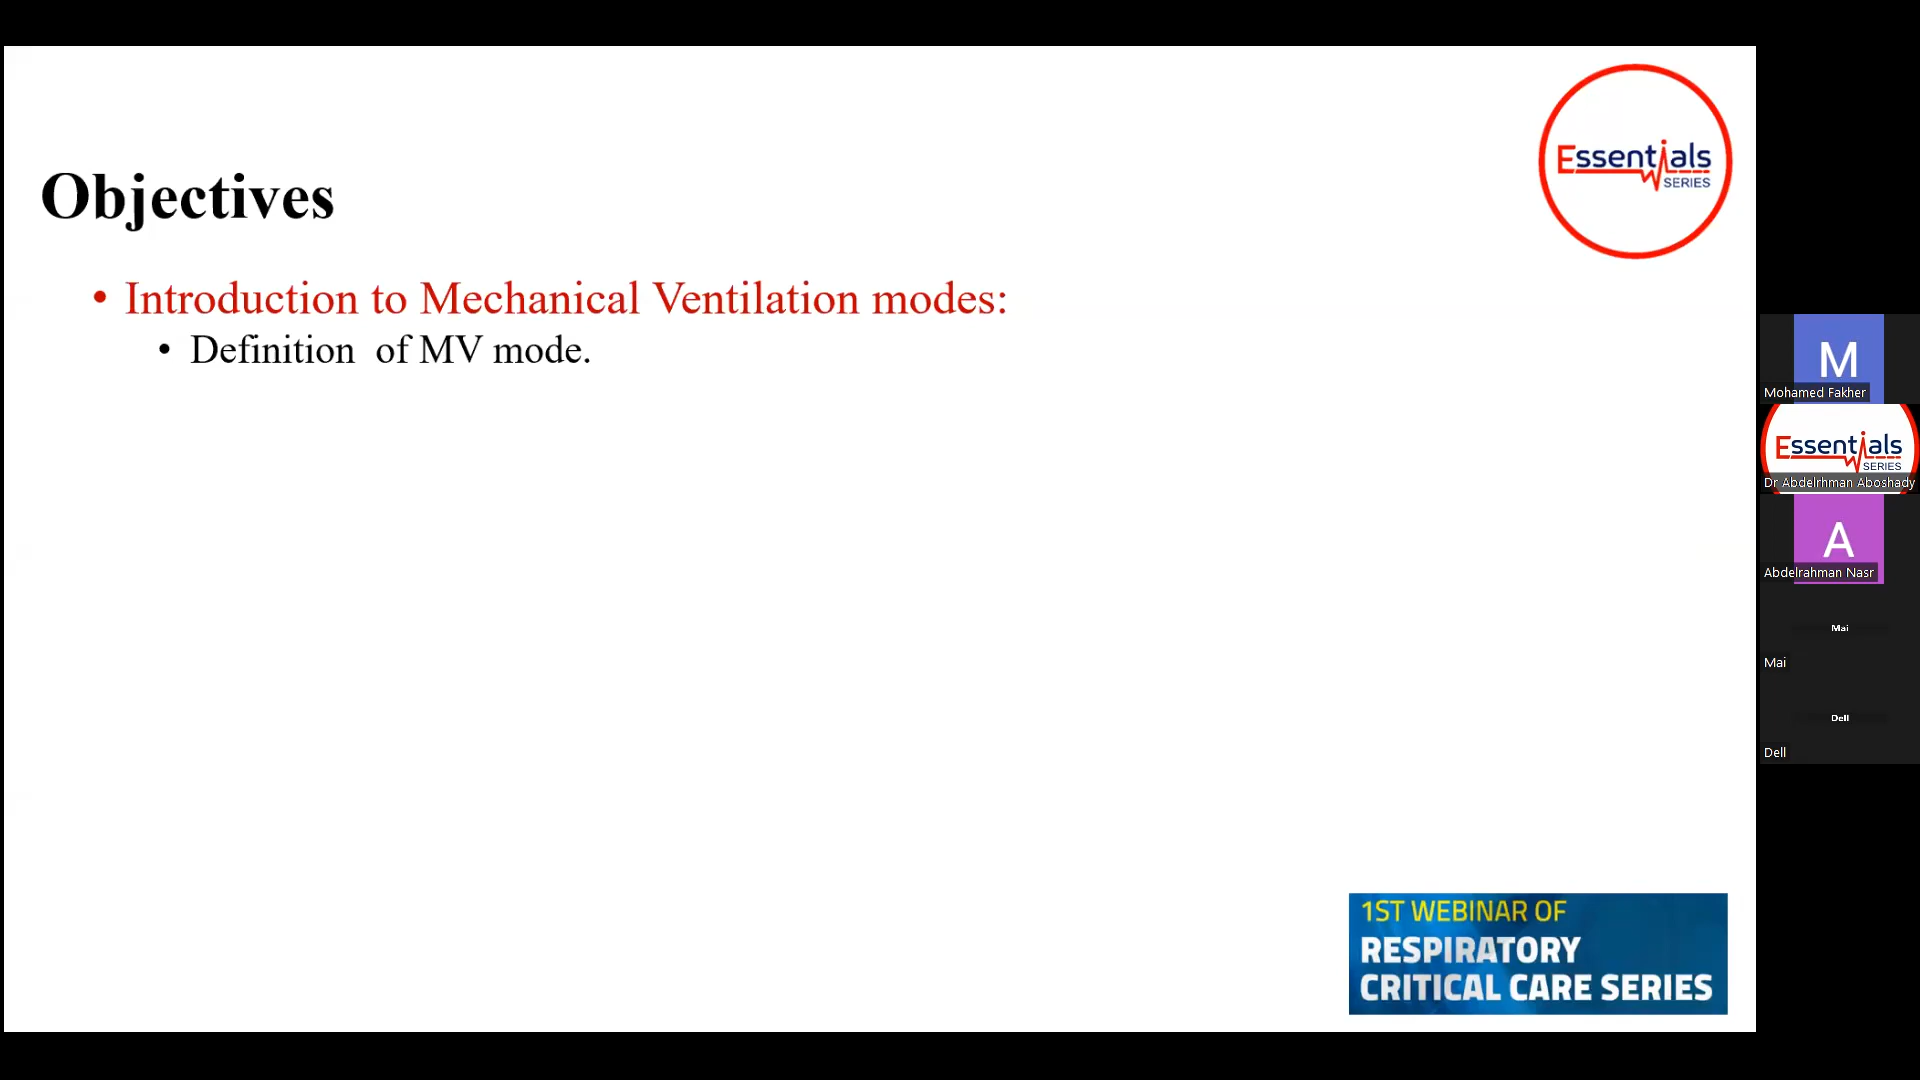 Essentials
SERIES
Objectives
• Introduction to Mechanical Ventilation modes:
• Definition of MV mode.
M
Mohamed Fakher
Essentials
SERIES
Dr Abdelrhman Aboshady
A
Abdelrahman Nasr
Mai
Mai
Dell
Dell
1ST WEBINAR OF
RESPIRATORY
CRITICAL CARE SERIES